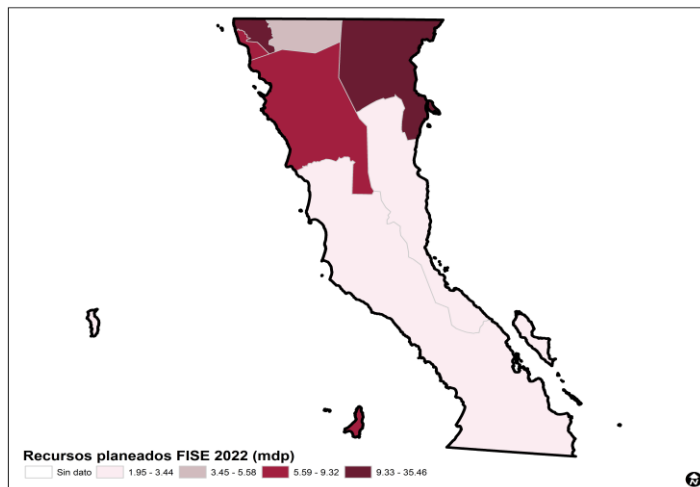 Recursos planeados FISE 2022 (mdp)
Sin dato 1.95 - 3.44 3.45 - 5.58 5.59 - 9.32 9.33 - 35.46